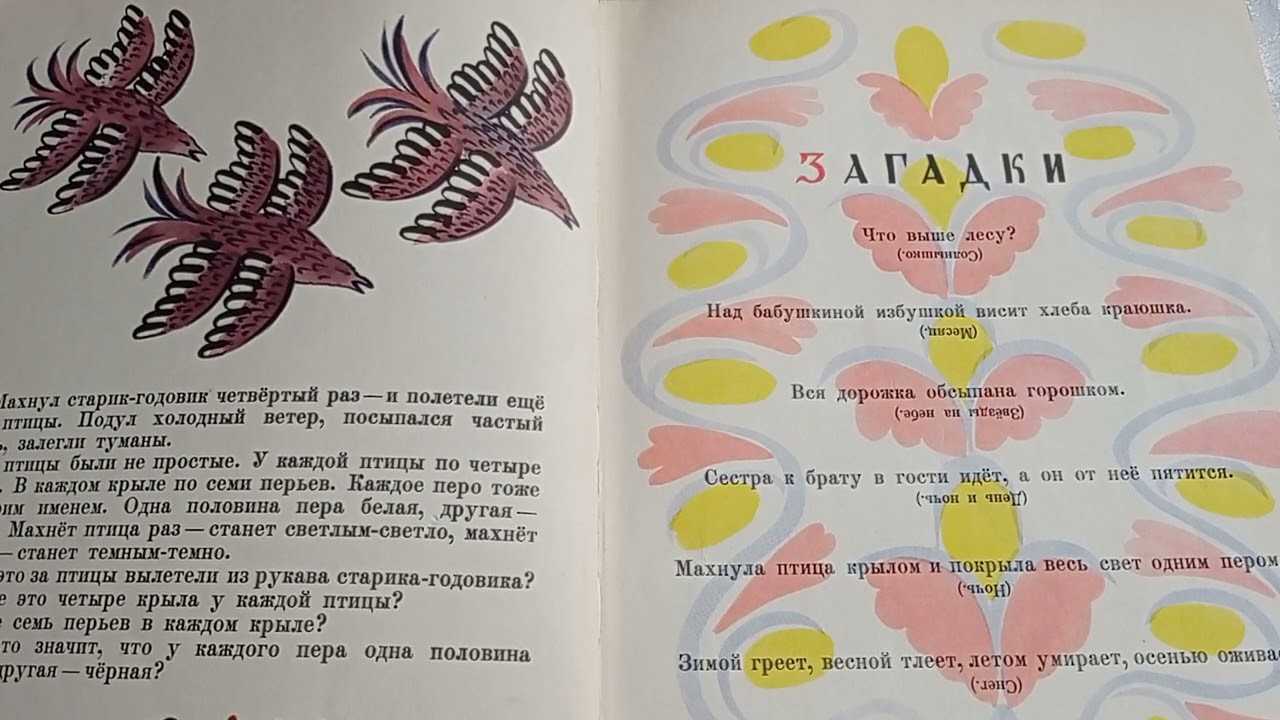 Махнул старик-годовик четвёртый раз — и полетели ещё
птицы. Подул холодный ветер, посыпался частый
залегли туманы.
птицы были не простые. У каждой птицы по четыре
В каждом крыле по семи перьев. Каждое перо тоже
именем. Одна половина пера белая, другая —
Махнёт птица раз — станет светлым-светло, махнёт
— станет темным-темно.
это за птицы вылетели из рукава старика-годовика?
это четыре крыла у каждой птицы?
семь перьев в каждом крыле?
значит, что у каждого пера одна половина
другая — чёрная?
ЗАГАДКИ
Что выше лесу?
(Солнышко.)
Над бабушкиной избушкой висит хлеба краюшка.
(Месяц.)
Вся дорожка обсыпана горошком.
(Звёзды на небе.)
Сестра к брату в гости идёт, а он от неё пятится.
(День и ночь.)
Махнула птица крылом и покрыла весь свет одним пером
(Ночь.)
Зимой греет, весной тлеет, летом умирает, осенью
(Снег.)